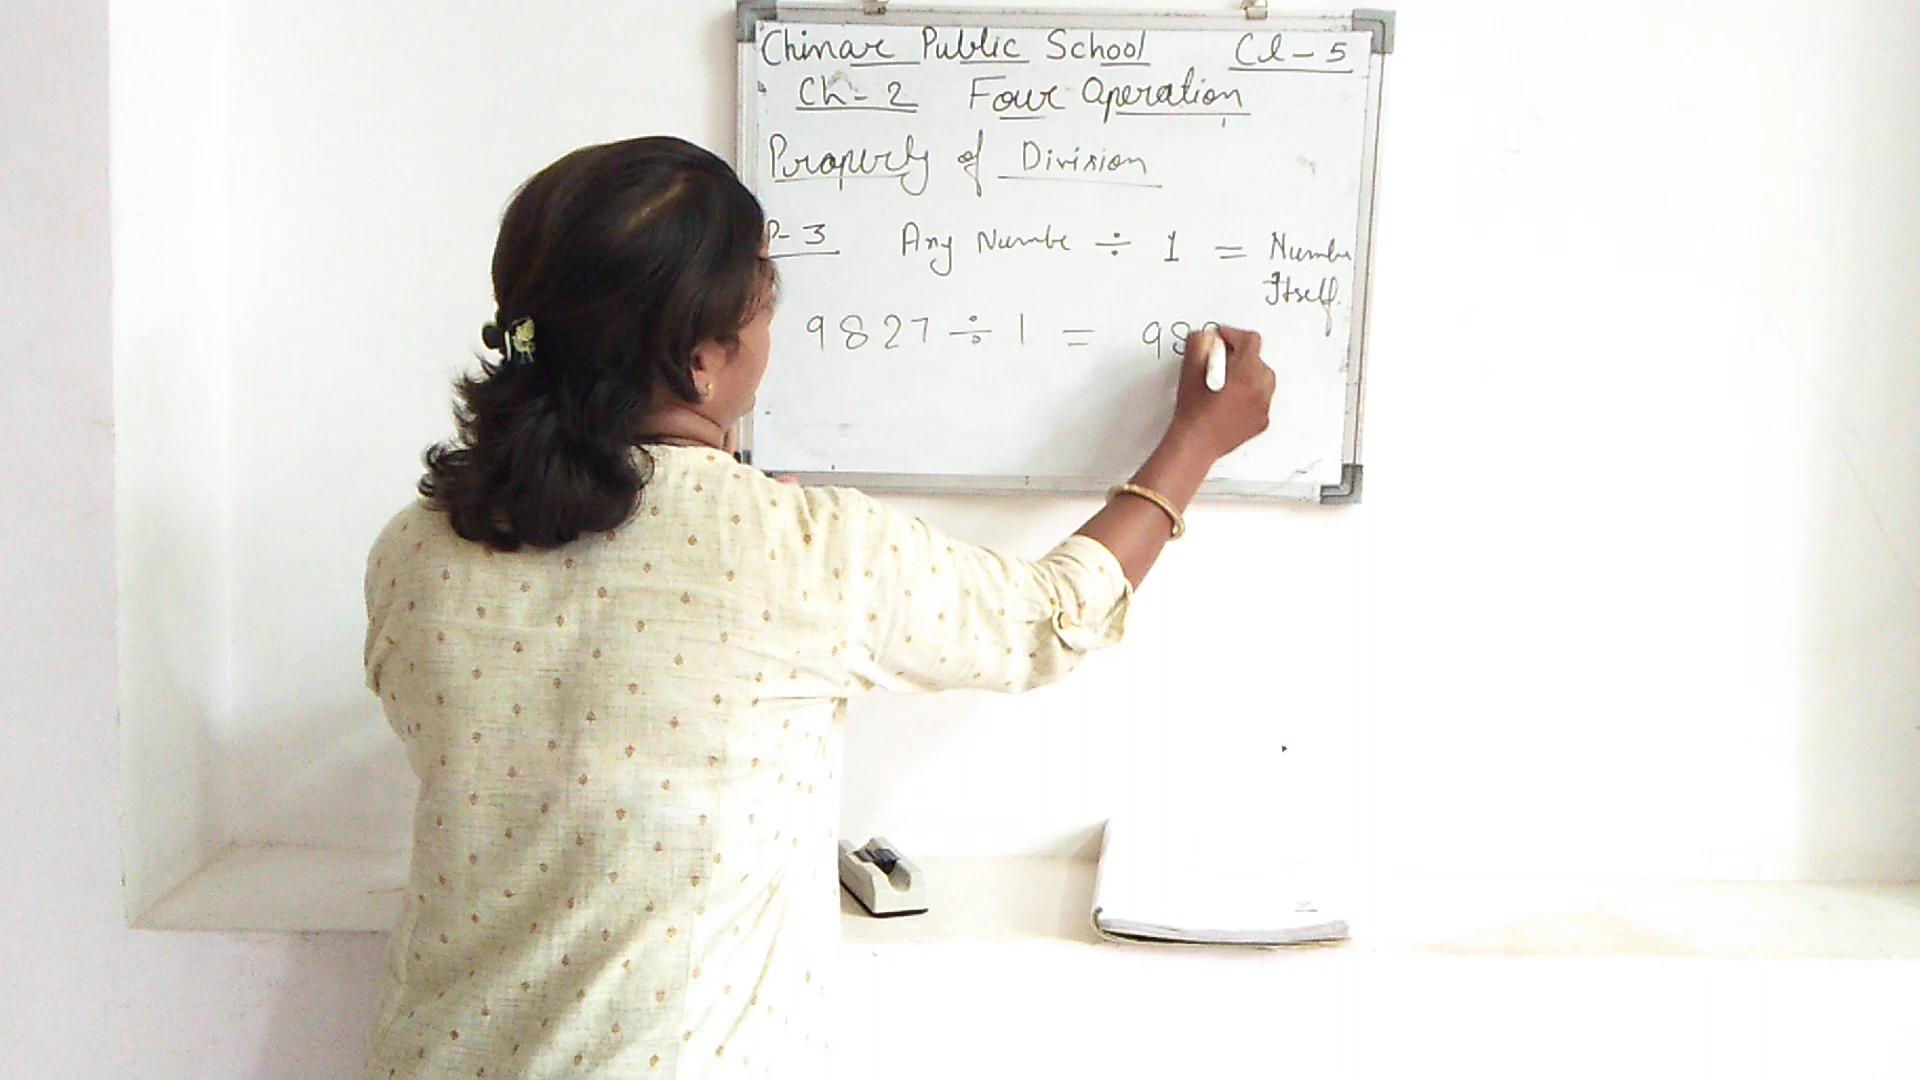 Chinar Public School Cl-5
Ch-2 Four Operation
Property of Division
P-3 Any Numbe ÷ 1 = Number
Itself.
9827 ÷ 1 = 98